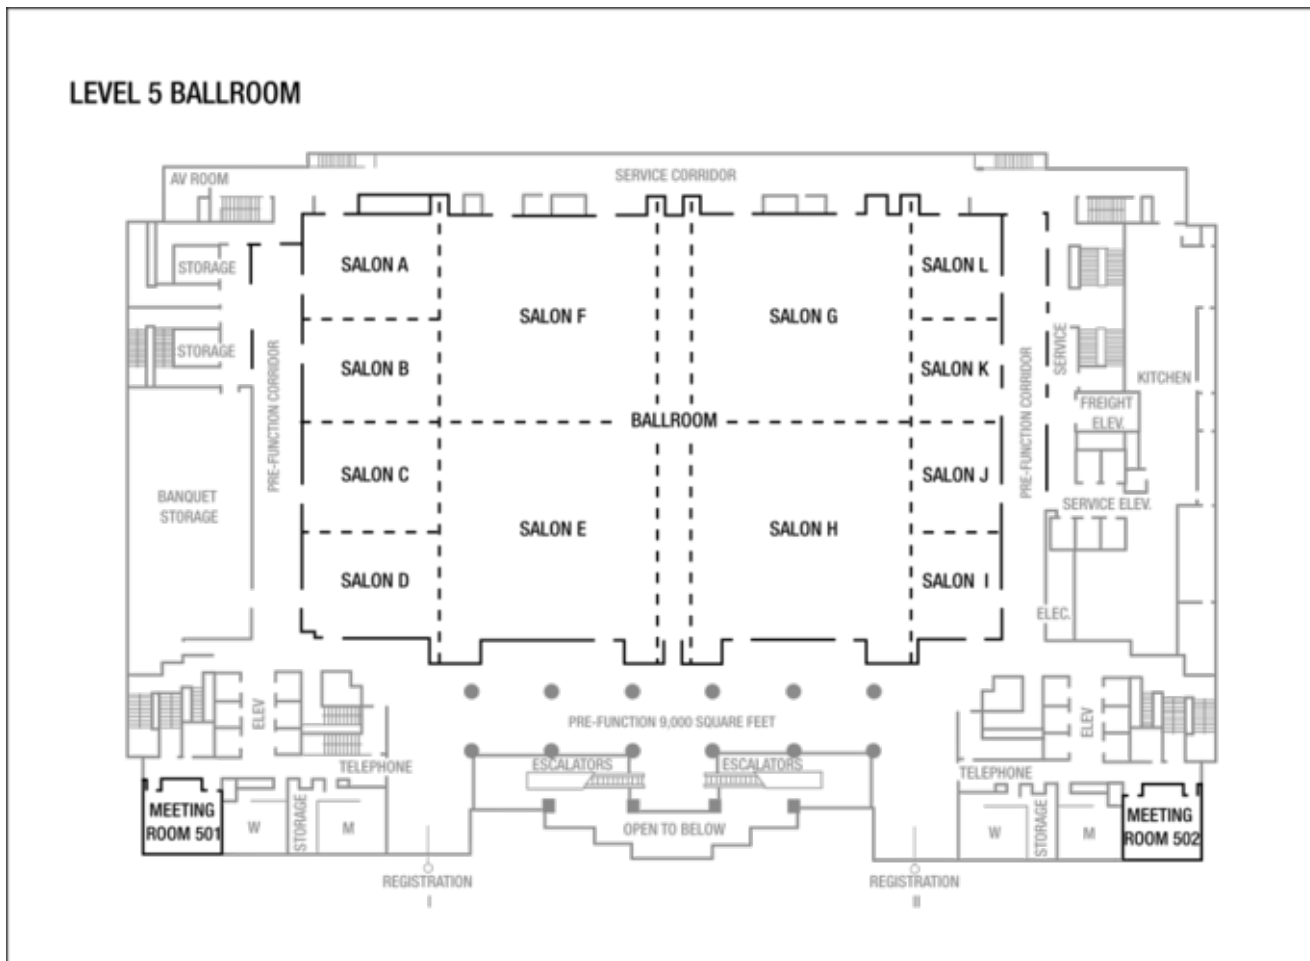 LEVEL 5 BALLROOM
SERVICE CORRIDOR
AV ROOM
STORAGE
SALON A
SALON F
SALON G
SALON L
STORAGE
SALON B
SALON K
SERVICE
KITCHEN
PRE-FUNCTION CORRIDOR
BALLROOM
PRE-FUNCTION CORRIDOR
FREIGHT
ELEV.
BANQUET
STORAGE
SALON C
SALON E
SALON H
SALON J
SERVICE ELEV.
SALON D
SALON I
ELEC.
ELEV
PRE-FUNCTION 9,000 SQUARE FEET
ELEV
TELEPHONE
ESCALATORS
ESCALATORS
TELEPHONE
MEETING
ROOM 501
W
STORAGE
M
OPEN TO BELOW
W
STORAGE
M
MEETING
ROOM 502
REGISTRATION
I
REGISTRATION
II